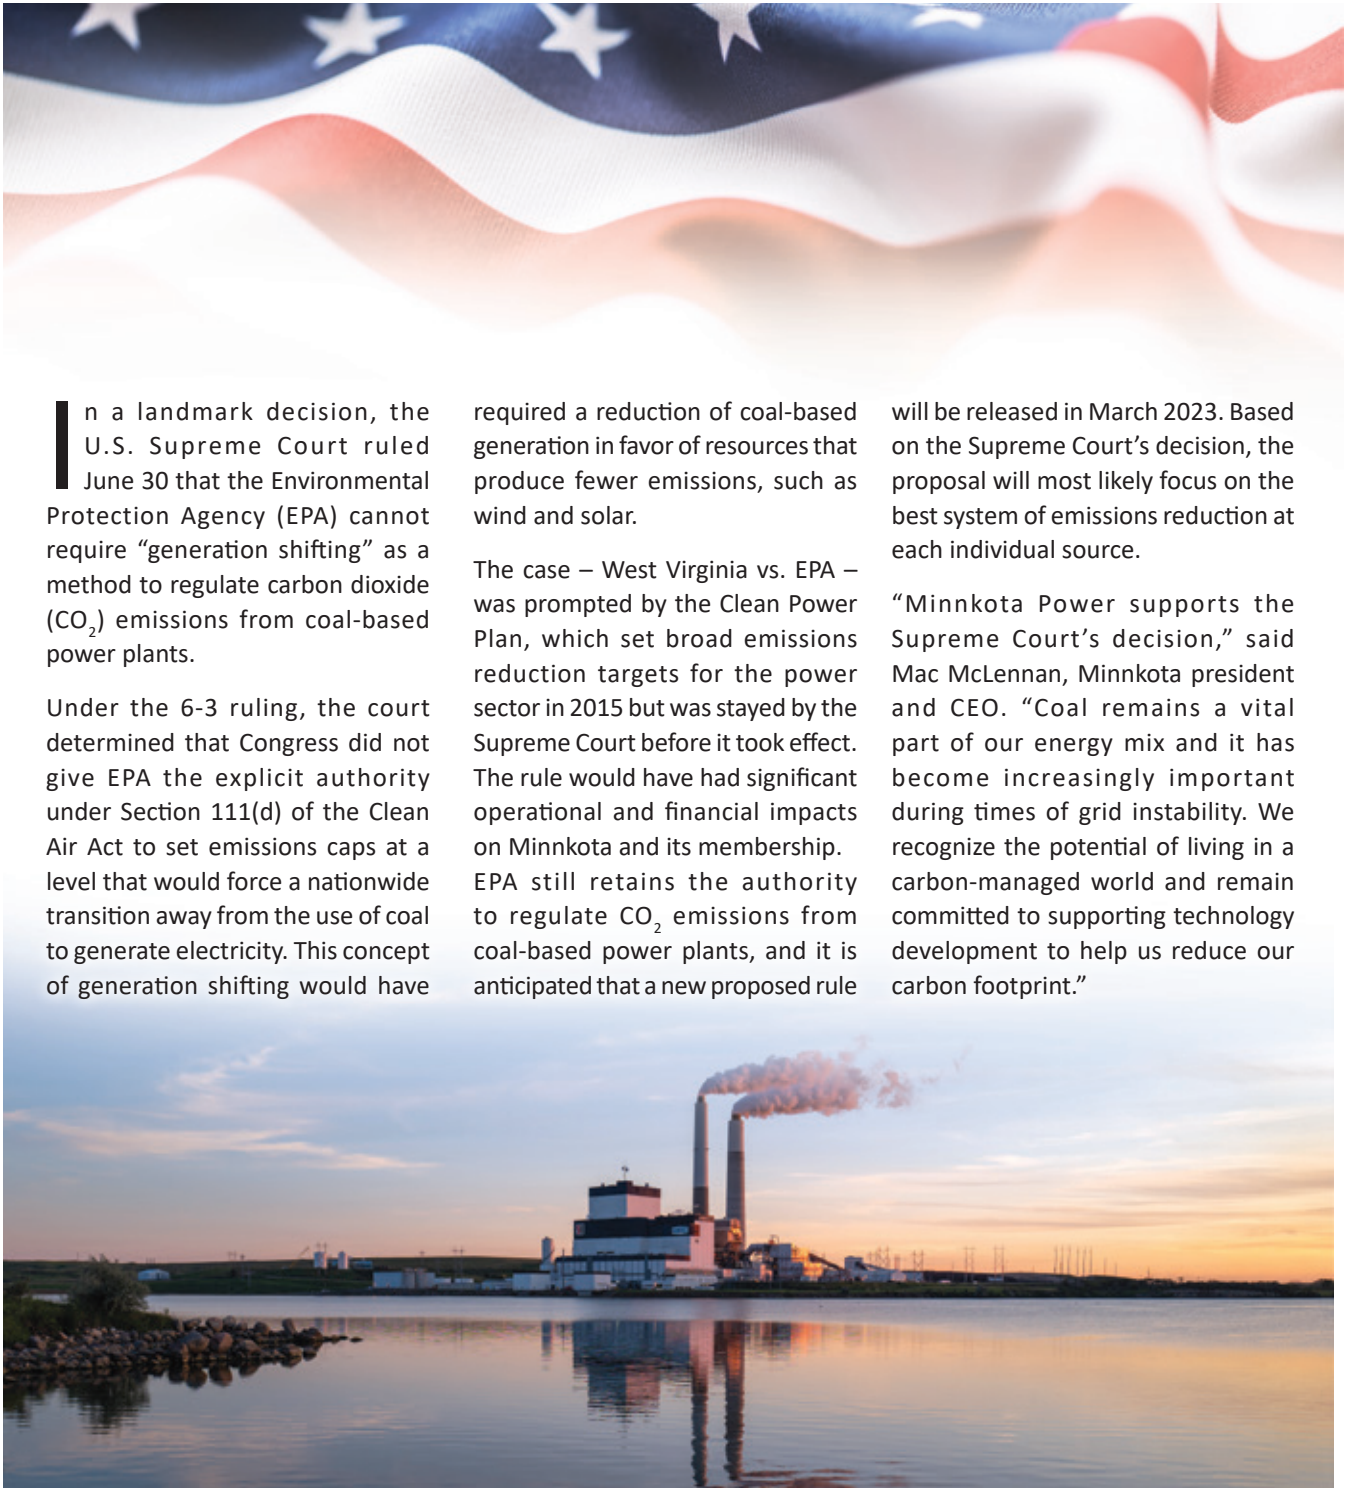 In a landmark decision, the
U.S. Supreme Court ruled
June 30 that the Environmental
Protection Agency (EPA) cannot
require “generation shifting” as a
method to regulate carbon dioxide
(CO₂) emissions from coal-based
power plants.
Under the 6-3 ruling, the court
determined that Congress did not
give EPA the explicit authority
under Section 111(d) of the Clean
Air Act to set emissions caps at a
level that would force a nationwide
transition away from the use of coal
to generate electricity. This concept
of generation shifting would have
required a reduction of coal-based
generation in favor of resources that
produce fewer emissions, such as
wind and solar.
The case – West Virginia vs. EPA –
was prompted by the Clean Power
Plan, which set broad emissions
reduction targets for the power
sector in 2015 but was stayed by the
Supreme Court before it took effect.
The rule would have had significant
operational and financial impacts
on Minnkota and its membership.
EPA still retains the authority
to regulate CO₂ emissions from
coal-based power plants, and it is
anticipated that a new proposed rule
will be released in March 2023. Based
on the Supreme Court’s decision, the
proposal will most likely focus on the
best system of emissions reduction at
each individual source.
“Minnkota Power supports the
Supreme Court’s decision,” said
Mac McLennan, Minnkota president
and CEO. “Coal remains a vital
part of our energy mix and it has
become increasingly important
during times of grid instability. We
recognize the potential of living in a
carbon-managed world and remain
committed to supporting technology
development to help us reduce our
carbon footprint.”